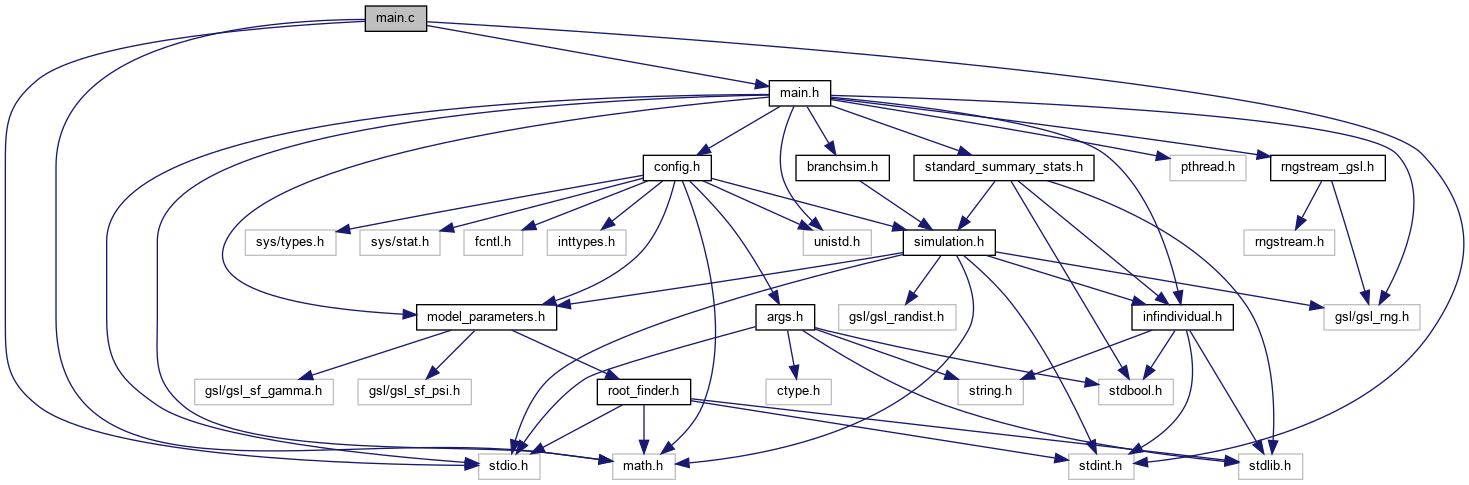 main.c
main.h
config.h
branchsim.h
standard_summary_stats.h
pthread.h
rngstream_gsl.h
sys/types.h
sys/stat.h
fcntl.h
inttypes.h
unistd.h
simulation.h
rngstream.h
model_parameters.h
args.h
gsl/gsl_randist.h
infindividual.h
gsl/gsl_rng.h
gsl/gsl_sf_gamma.h
gsl/gsl_sf_psi.h
root_finder.h
ctype.h
string.h
stdbool.h
stdio.h
math.h
stdint.h
stdlib.h